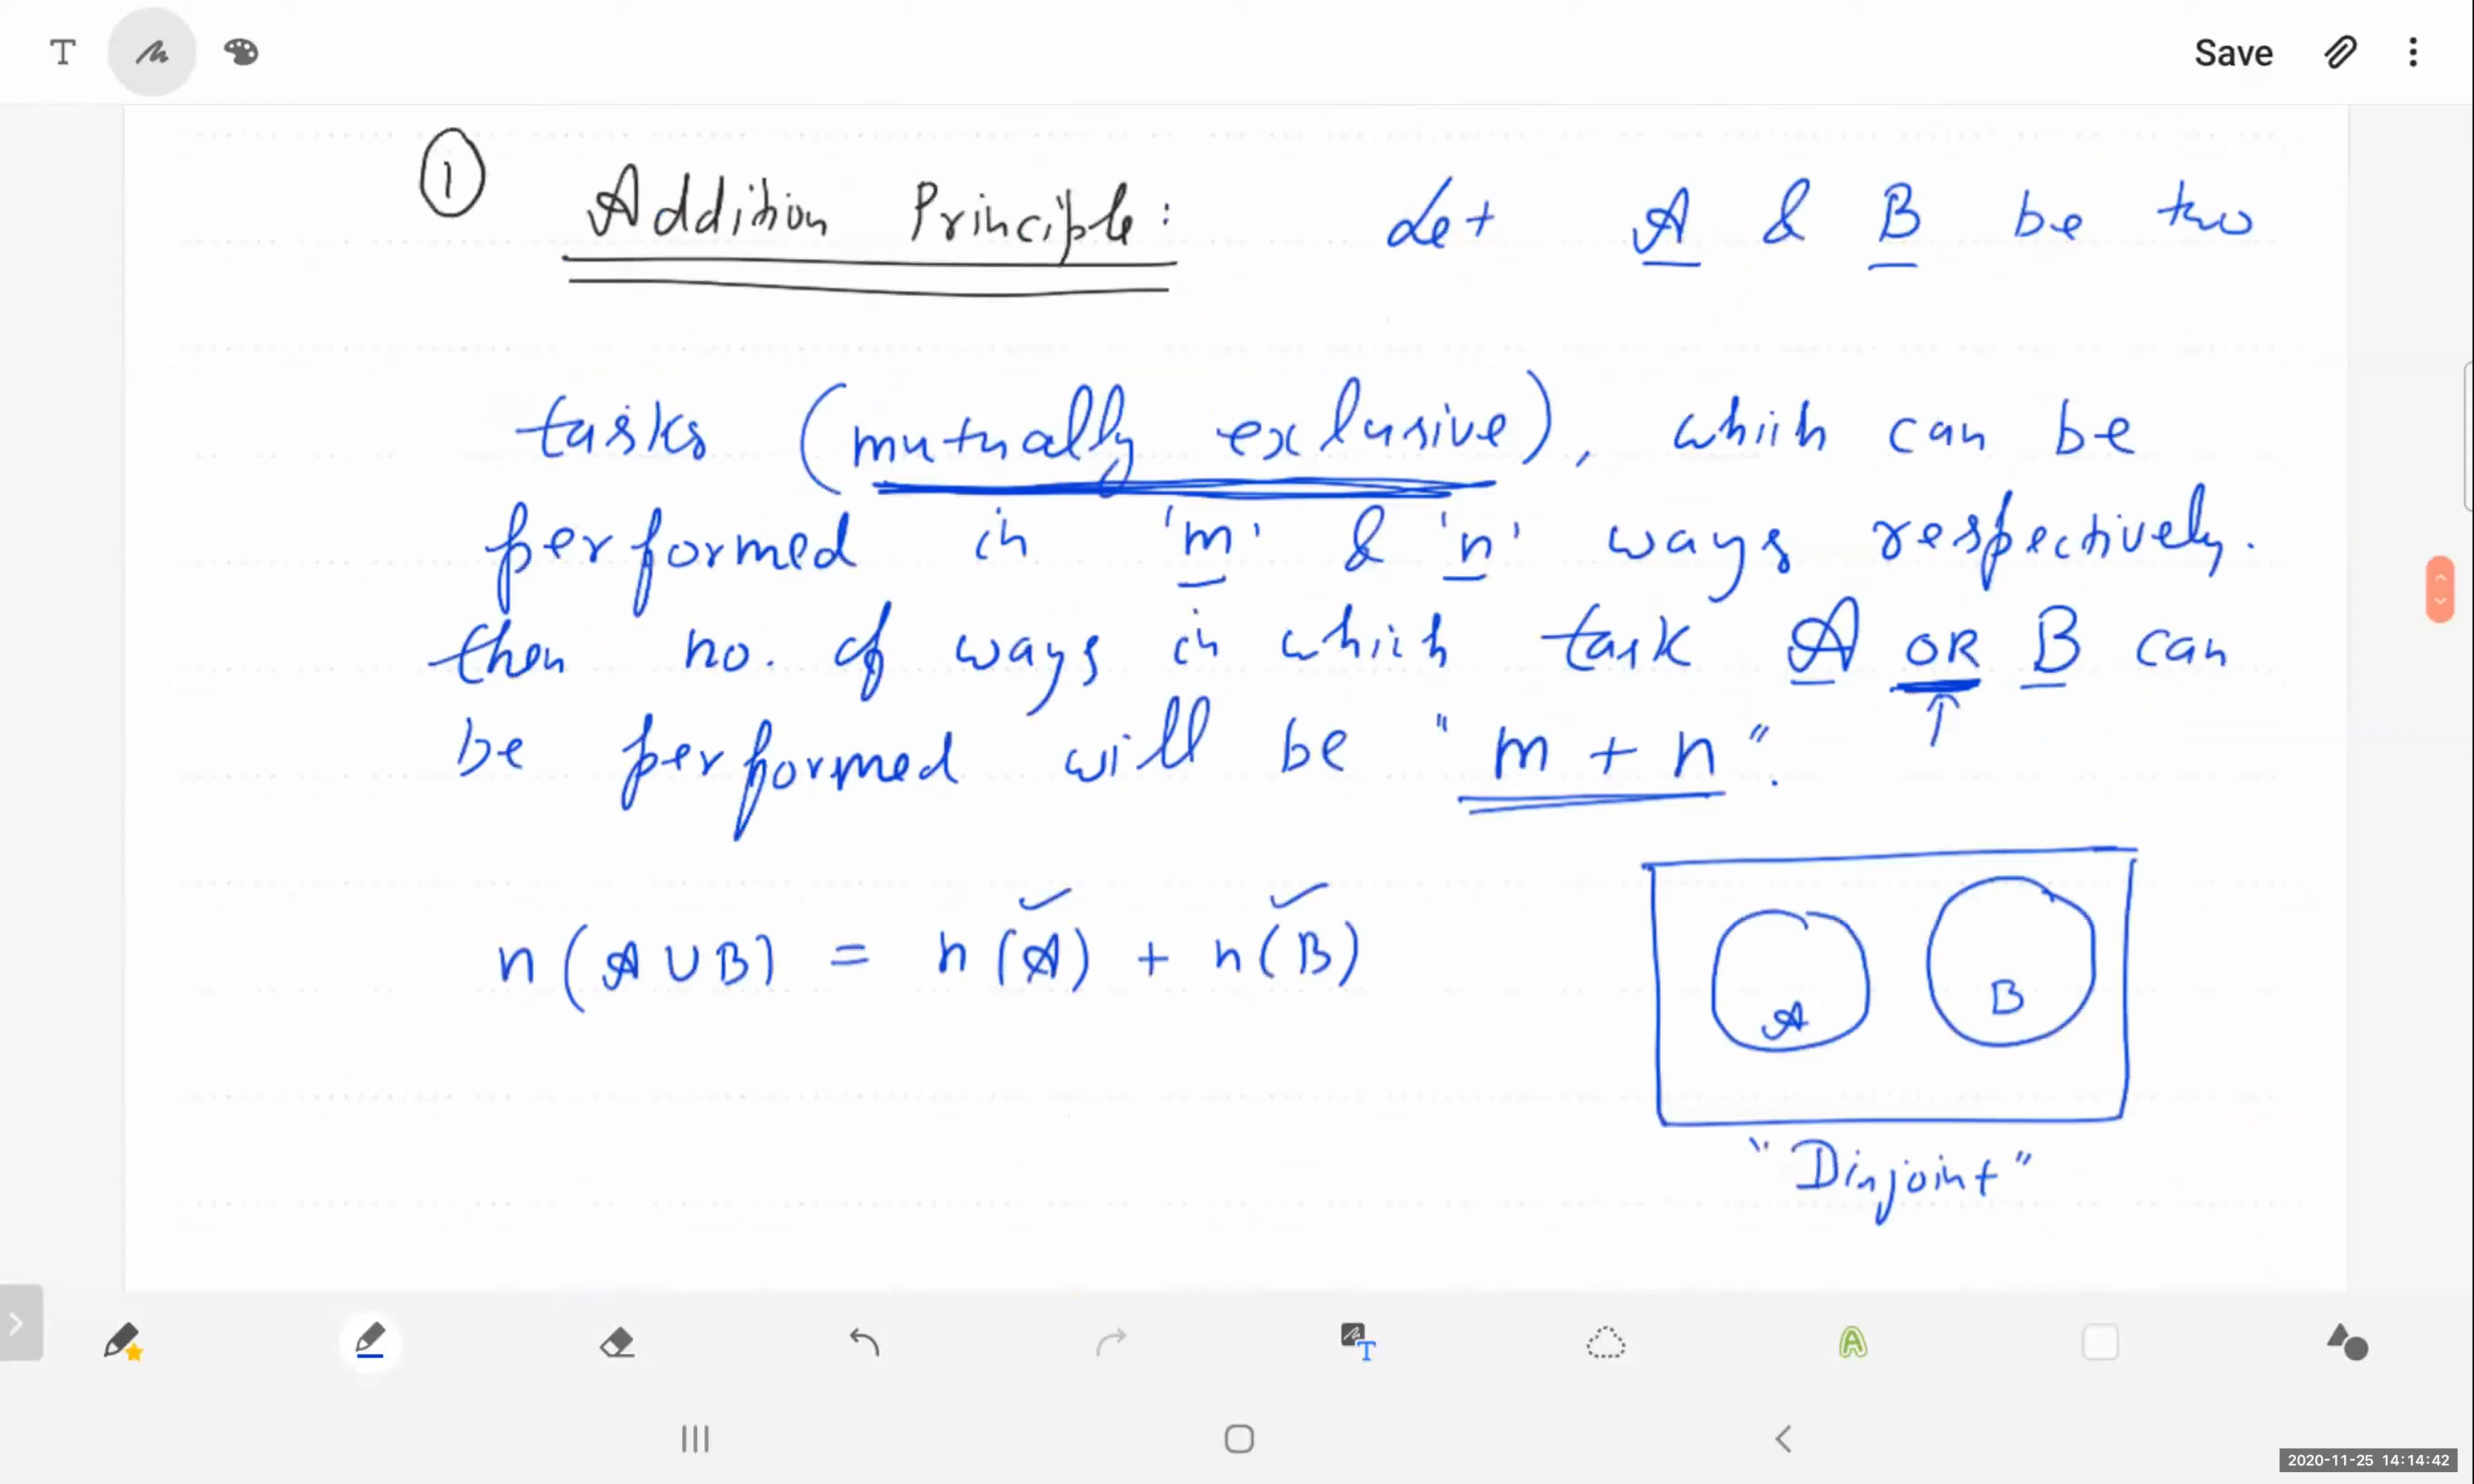 T
Save
① Addition Principle: Let A & B be two
tasks (mutually exclusive), which can be
performed in 'm' & 'n' ways respectively.
then no. of ways in which task A OR B can
be performed will be "m + n".
n(A∪B) = n(A) + n(B)
A
B
"Disjoint"
T
A
2020-11-25 14:14:42